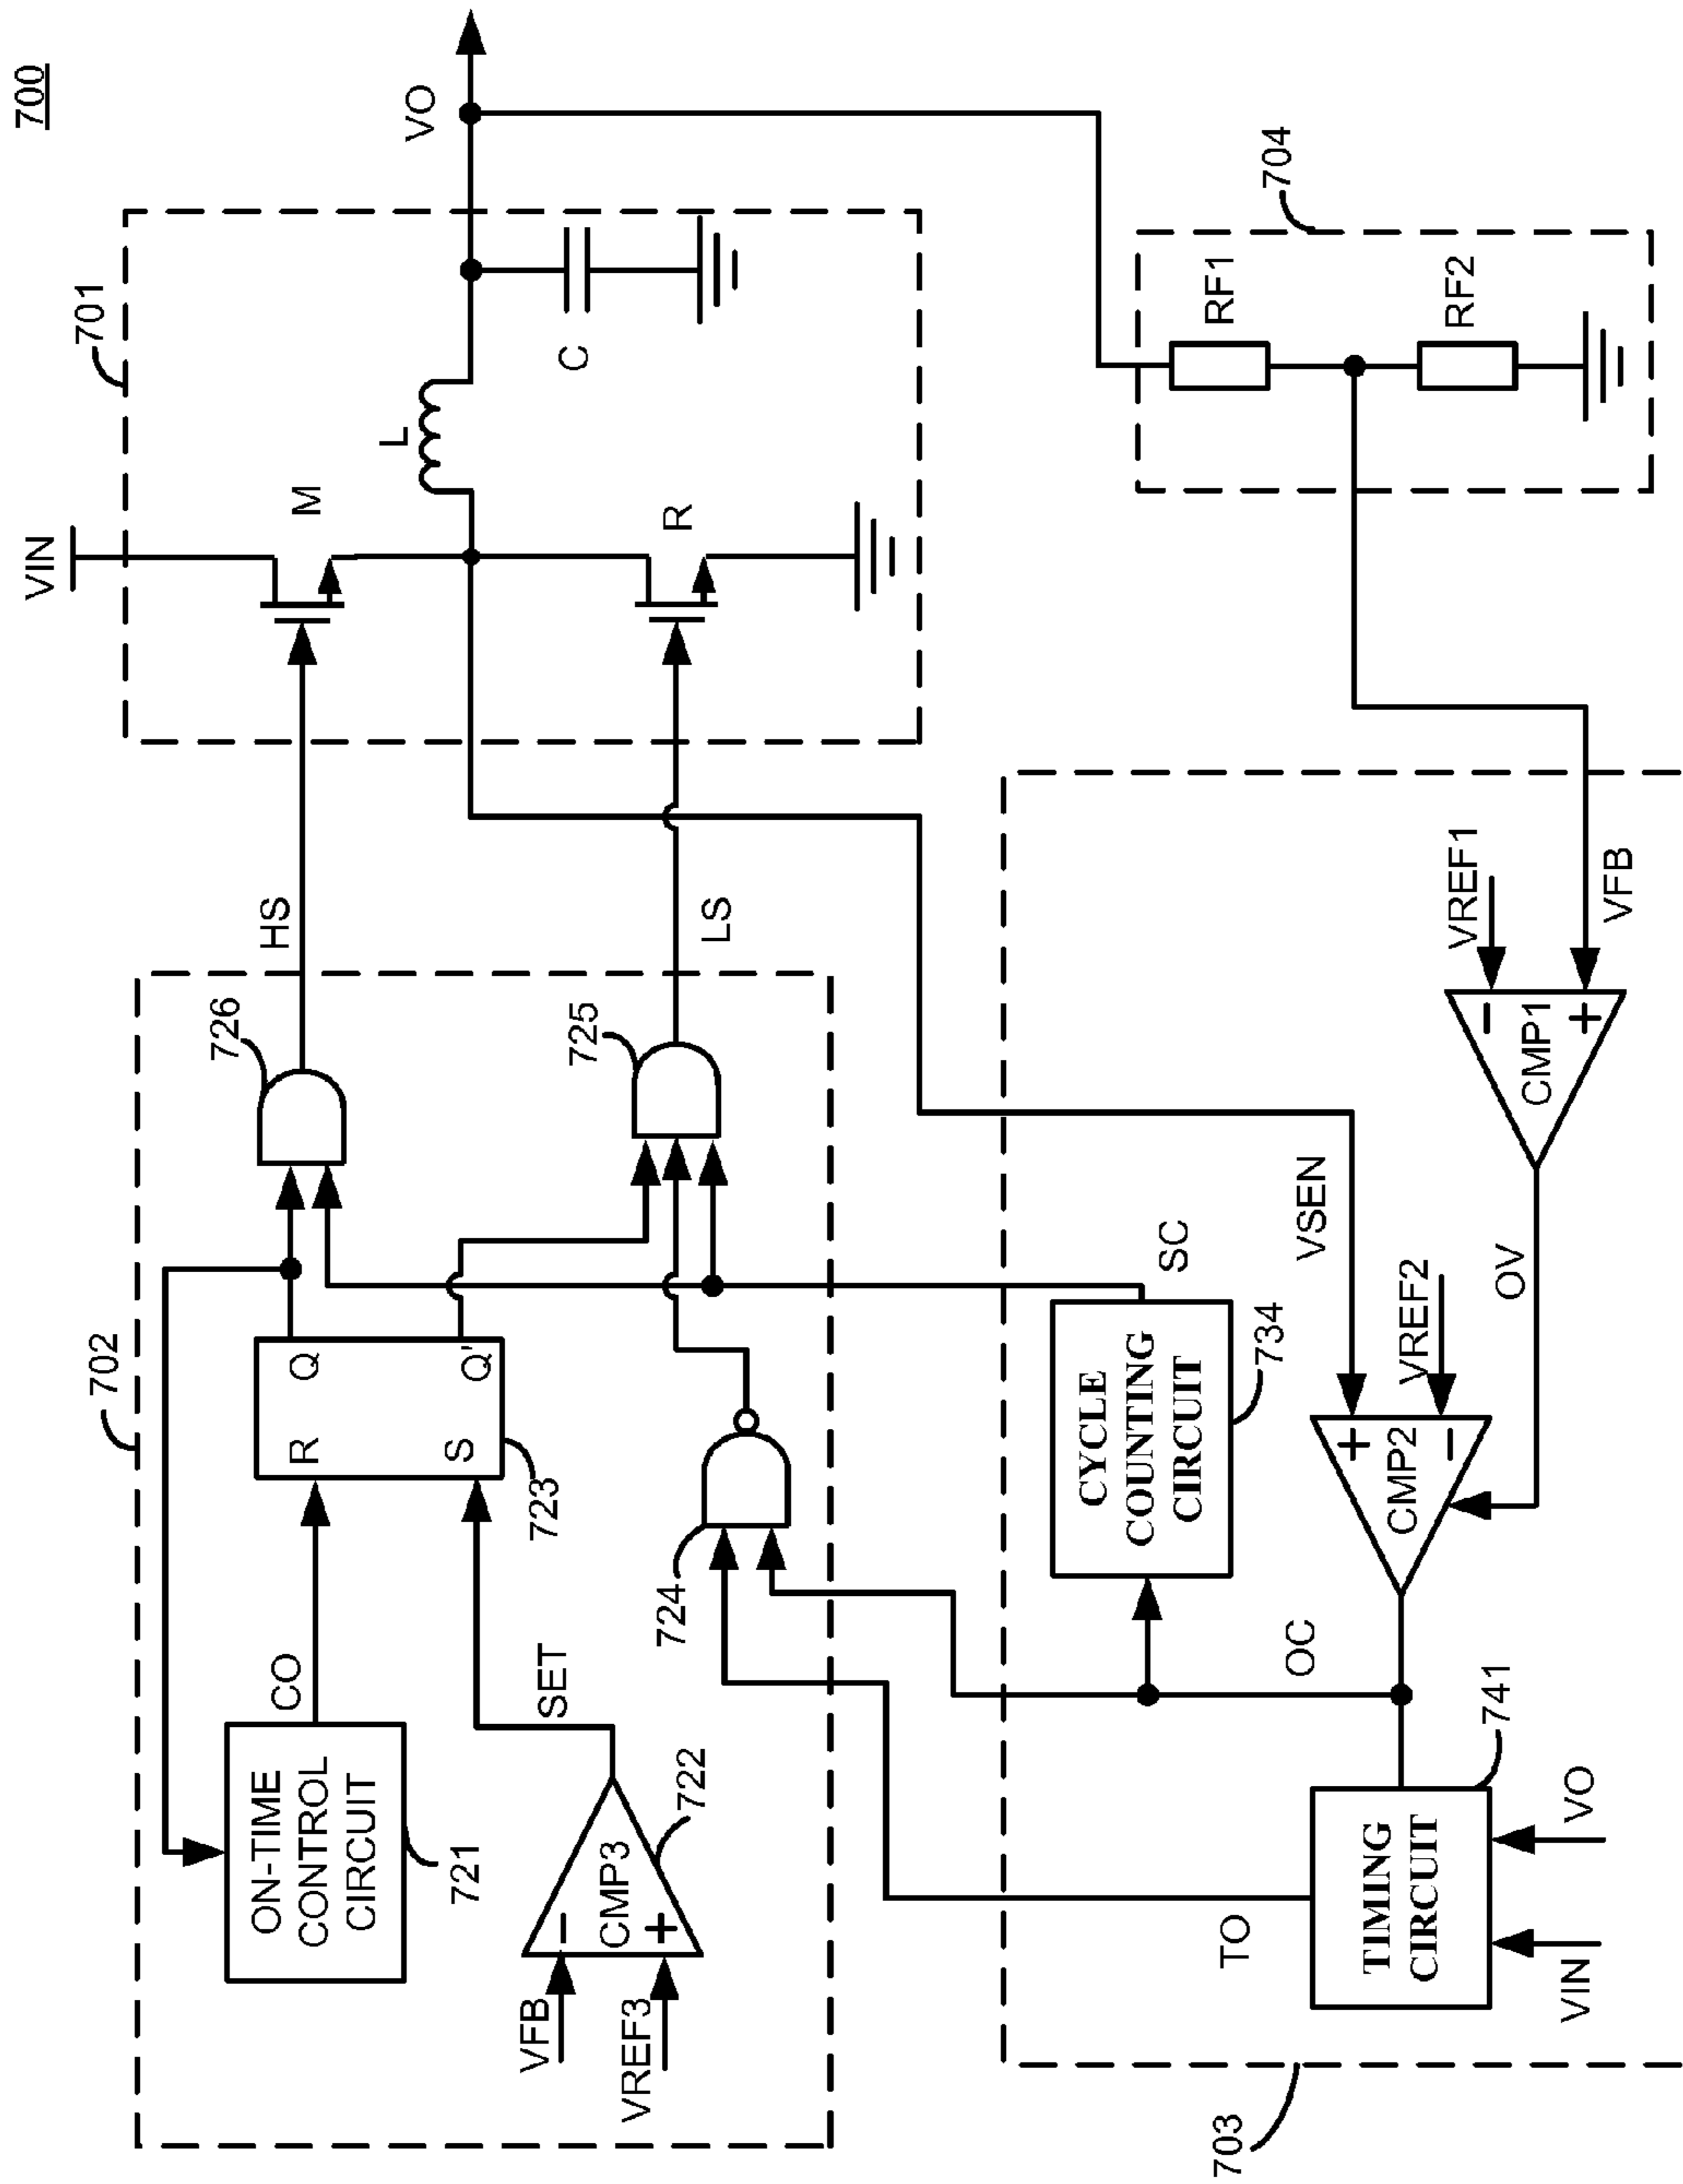 700
VIN
VO
701
M
L
R
C
HS
LS
702
726
725
Q
R
Q'
S
723
CO
ON-TIME
CONTROL
CIRCUIT
721
SET
724
VFB
VREF3
CMP3
722
704
RF1
RF2
VSEN
SC
CYCLE
COUNTING
CIRCUIT
734
VREF1
VFB
CMP1
OV
VREF2
CMP2
OC
741
TO
TIMING
CIRCUIT
VIN
VO
703